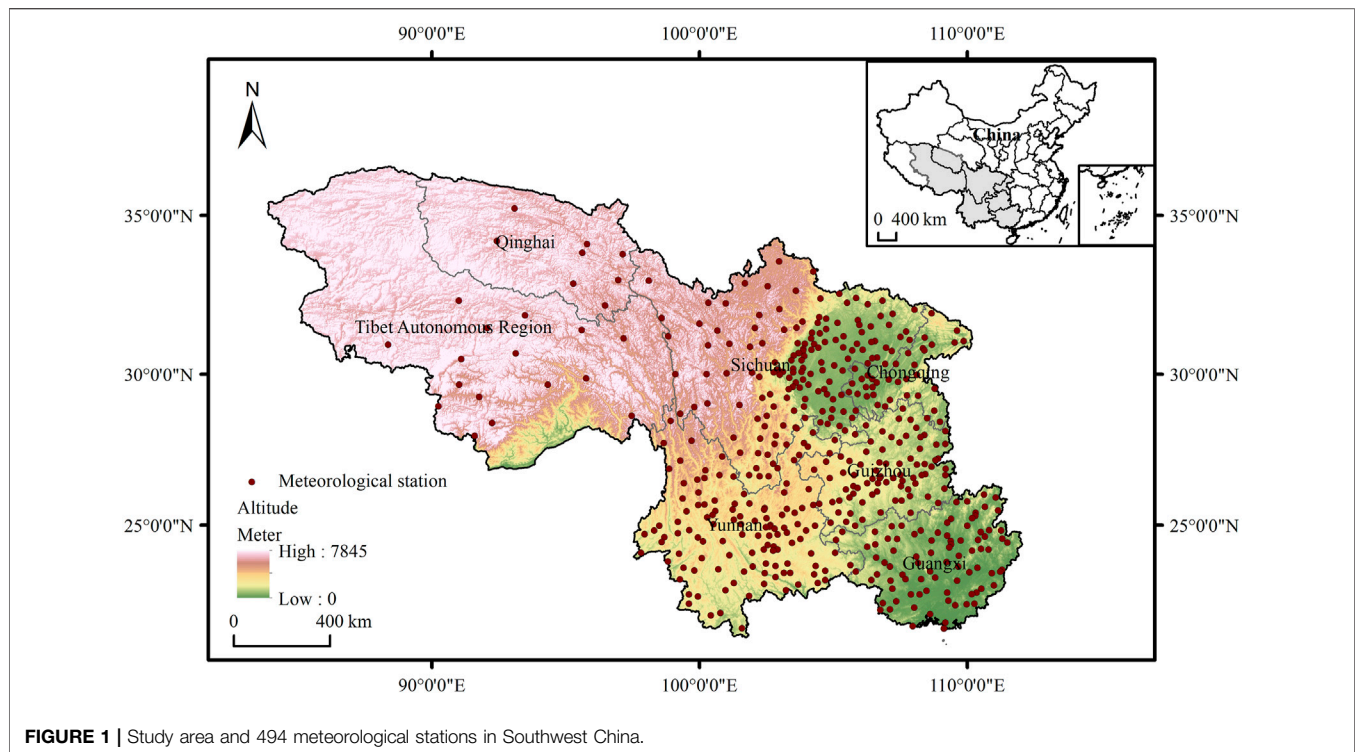 90°0'0"E 100°0'0"E 110°0'0"E
N
China
0 400 km
35°0'0"N 35°0'0"N
Qinghai
Tibet Autonomous Region
Sichuan
30°0'0"N 30°0'0"N
Chongqing
Guizhou
Meteorological station
Altitude
25°0'0"N 25°0'0"N
Yunnan
Meter
High : 7845
Guangxi
Low : 0
0 400 km
90°0'0"E 100°0'0"E 110°0'0"E
FIGURE 1 | Study area and 494 meteorological stations in Southwest China.